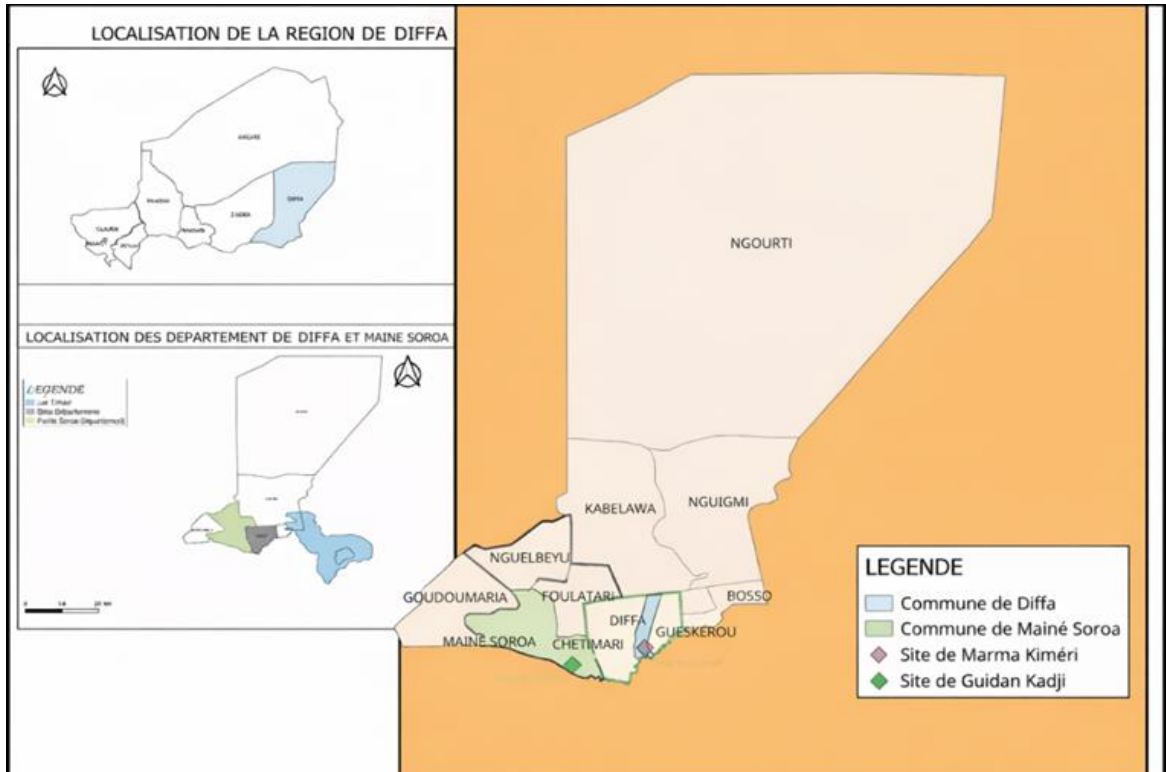 LOCALISATION DE LA REGION DE DIFFA
DIFFA
LOCALISATION DES DEPARTEMENT DE DIFFA ET MAINE SOROA
LEGENDE
NGOURTI
KABELAWA
NGUIGMI
NGUELBEYU
GOUDOUMARIA
FOULATARI
BOSSO
DIFFA
GUESKEROU
MAINÉ SOROA
CHETIMARI
LEGENDE
Commune de Diffa
Commune de Mainé Soroa
Site de Marma Kiméri
Site de Guidan Kadji